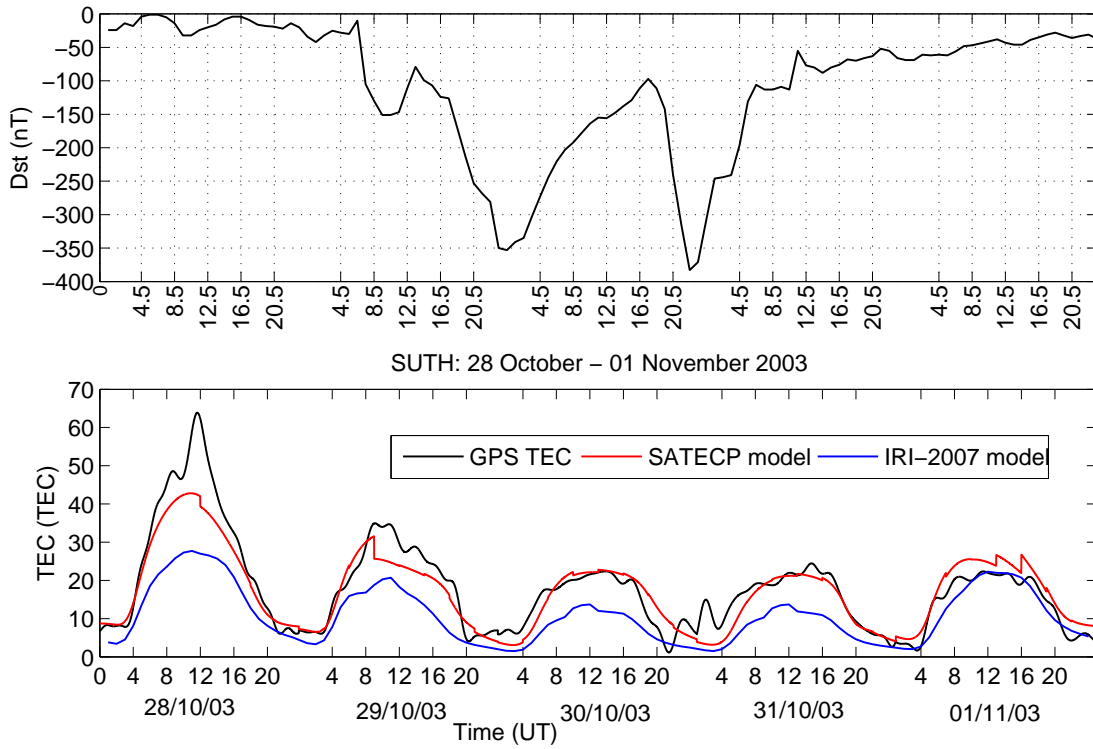 0
−50
−100
−150
−200
−250
−300
−350
−400
Dst (nT)
0 4.5 8.5 12.5 16.5 20.5 4.5 8.5 12.5 16.5 20.5 4.5 8.5 12.5 16.5 20.5 4.5 8.5 12.5 16.5 20.5 4.5 8.5 12.5 16.5 20.5
SUTH: 28 October − 01 November 2003
70
60
50
40
30
20
10
0
TEC (TEC)
GPS TEC SATECP model IRI−2007 model
0 4 8 12 16 20 4 8 12 16 20 4 8 12 16 20 4 8 12 16 20 4 8 12 16 20
28/10/03 29/10/03 30/10/03 31/10/03 01/11/03
Time (UT)